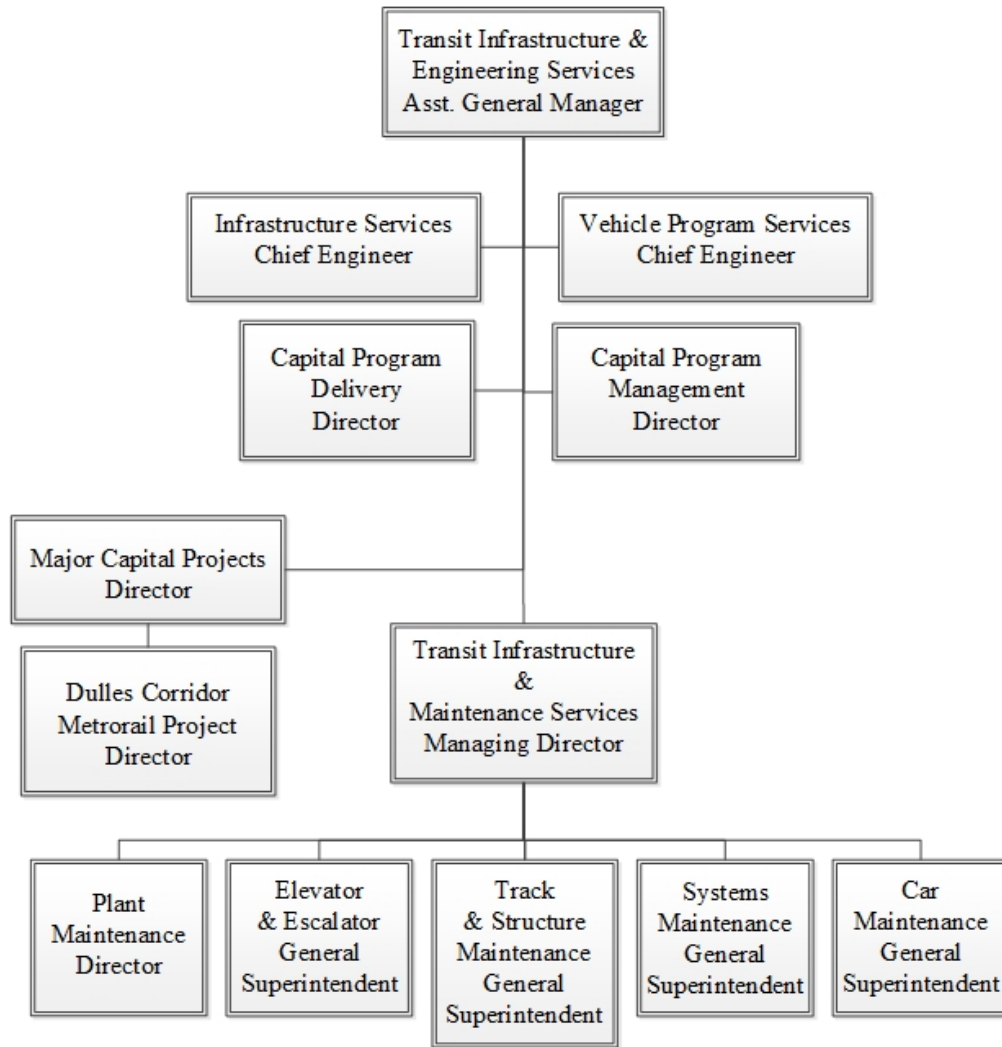 Transit Infrastructure &
Engineering Services
Asst. General Manager
Infrastructure Services
Chief Engineer
Vehicle Program Services
Chief Engineer
Capital Program
Delivery
Director
Capital Program
Management
Director
Major Capital Projects
Director
Dulles Corridor
Metrorail Project
Director
Transit Infrastructure
&
Maintenance Services
Managing Director
Plant
Maintenance
Director
Elevator
& Escalator
General
Superintendent
Track
& Structure
Maintenance
General
Superintendent
Systems
Maintenance
General
Superintendent
Car
Maintenance
General
Superintendent